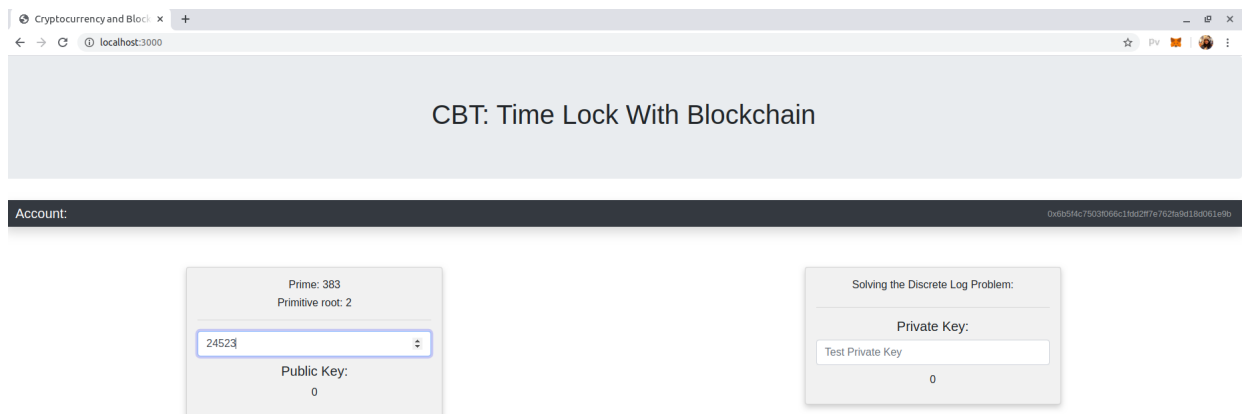 Cryptocurrency and Block
localhost:3000
Pv
CBT: Time Lock With Blockchain
Account:
0x6b5f4c7503f066c1fdd2ff7e762fa9d18d061e9b
Prime: 383
Primitive root: 2
24523
Public Key:
0
Solving the Discrete Log Problem:
Private Key:
Test Private Key
0